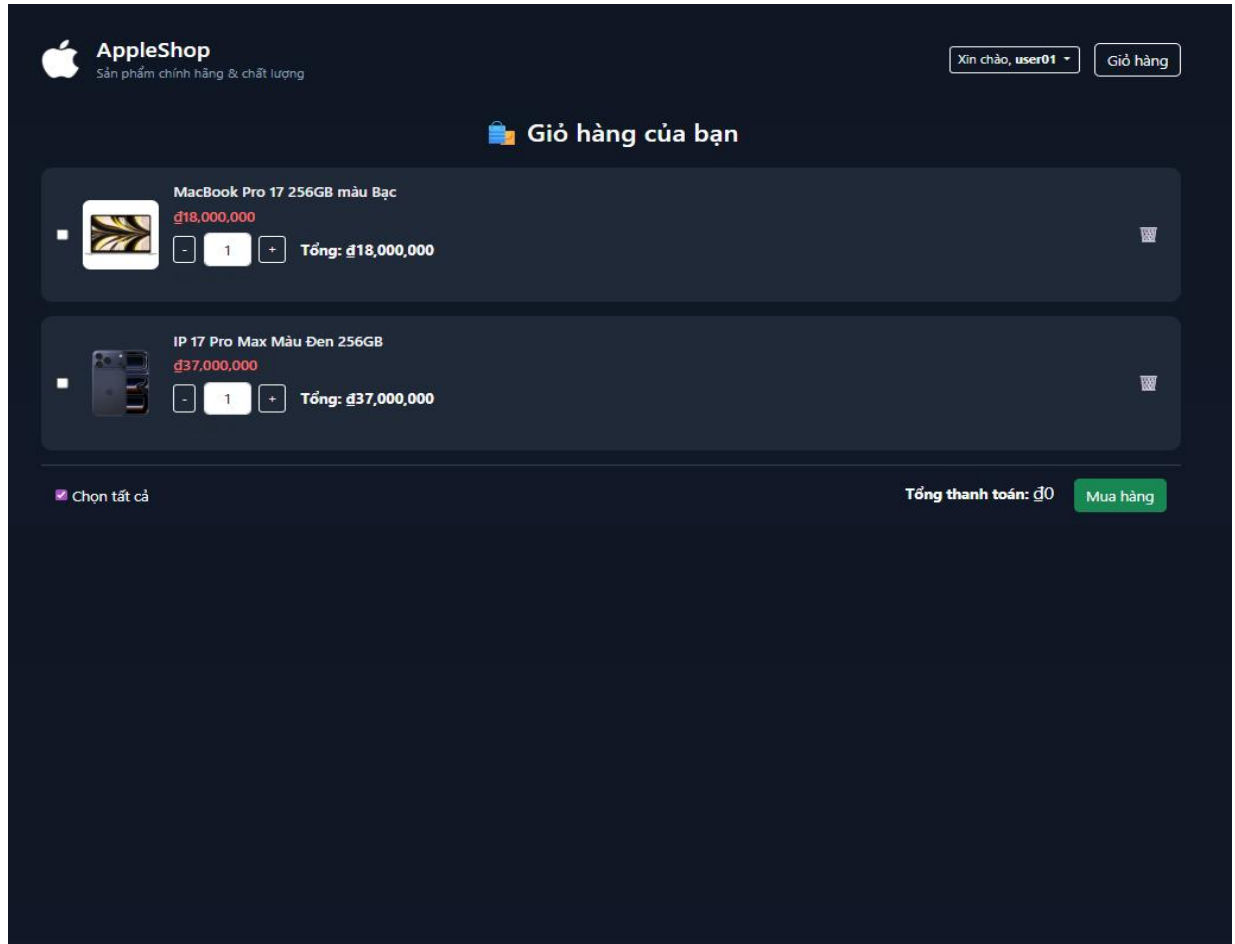 AppleShop
Sản phẩm chính hãng & chất lượng
Xin chào, user01
Giỏ hàng
Giỏ hàng của bạn
MacBook Pro 17 256GB màu Bạc
₫18,000,000
- 1 + Tổng: ₫18,000,000
IP 17 Pro Max Màu Đen 256GB
₫37,000,000
- 1 + Tổng: ₫37,000,000
Chọn tất cả
Tổng thanh toán: ₫0
Mua hàng